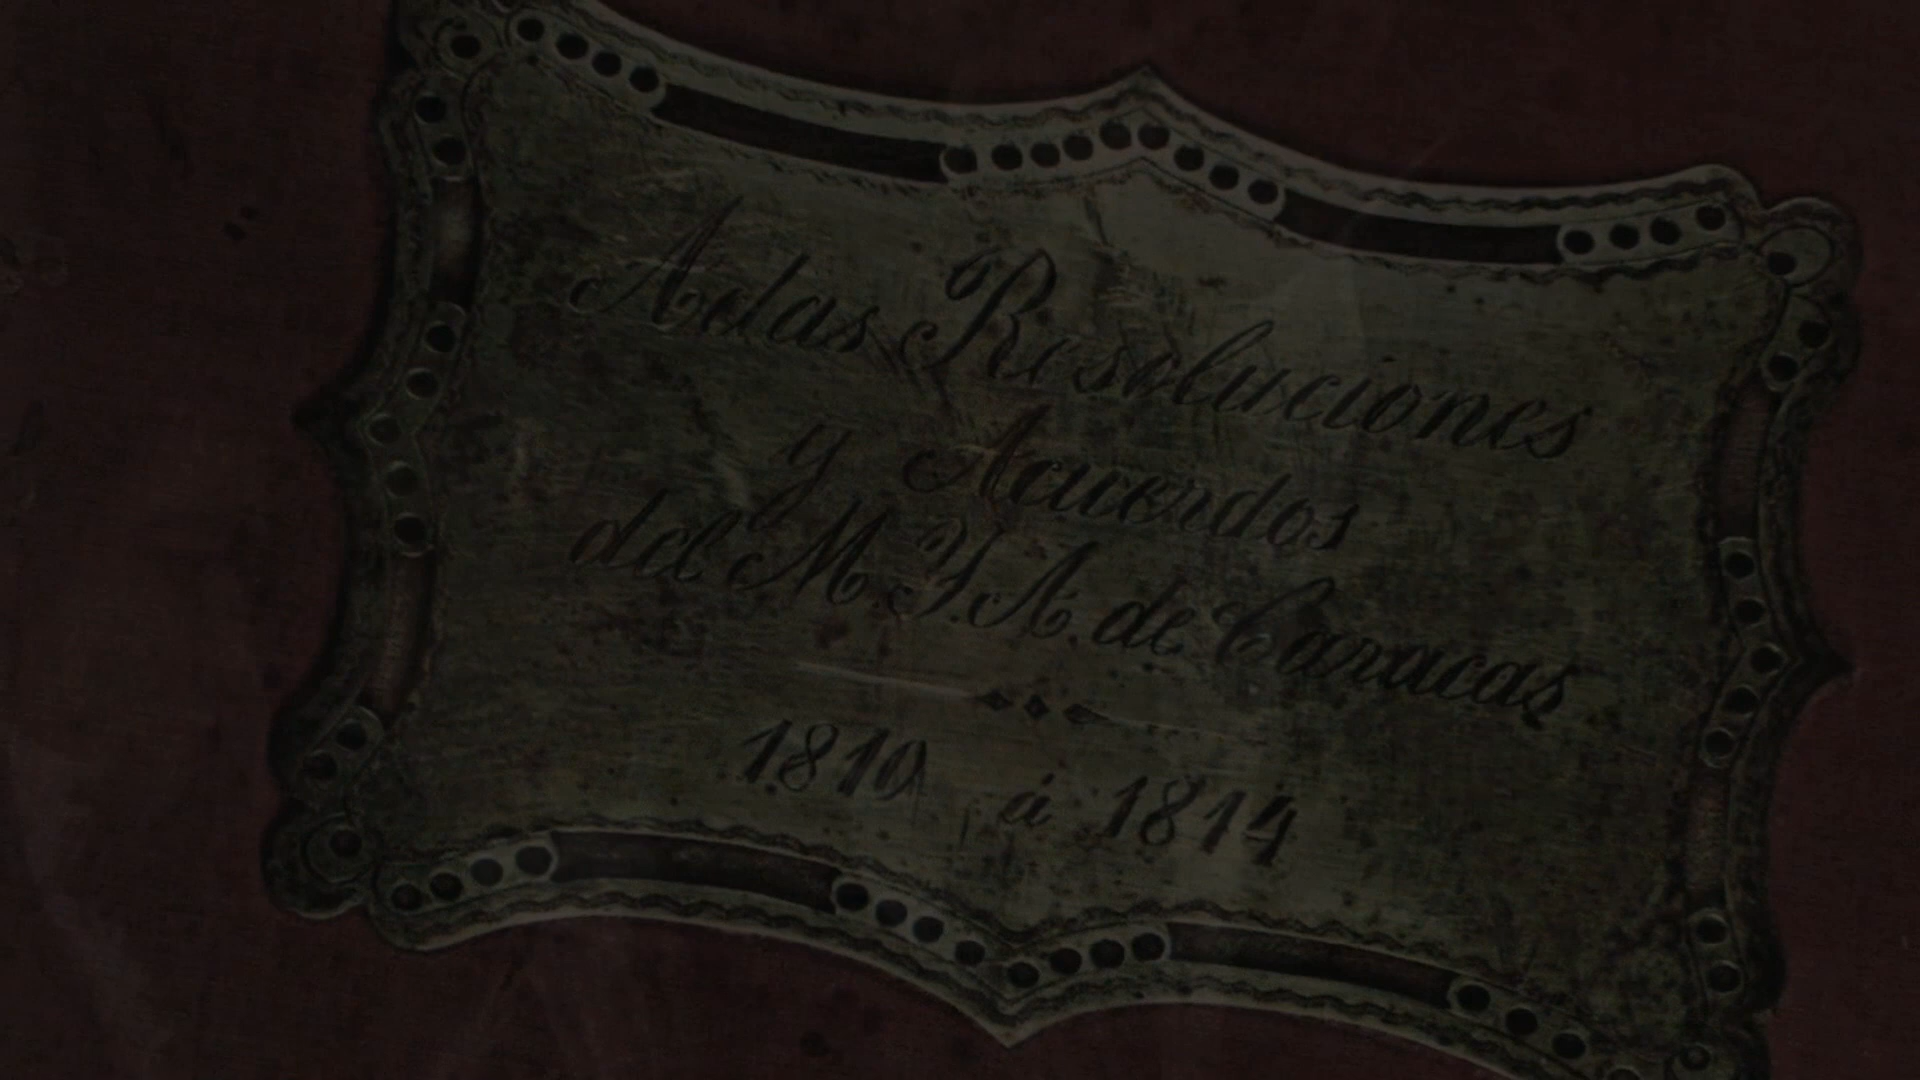 Actas Resoluciones
y Acuerdos
del M. Y. A. de Caracas
1810 á 1814